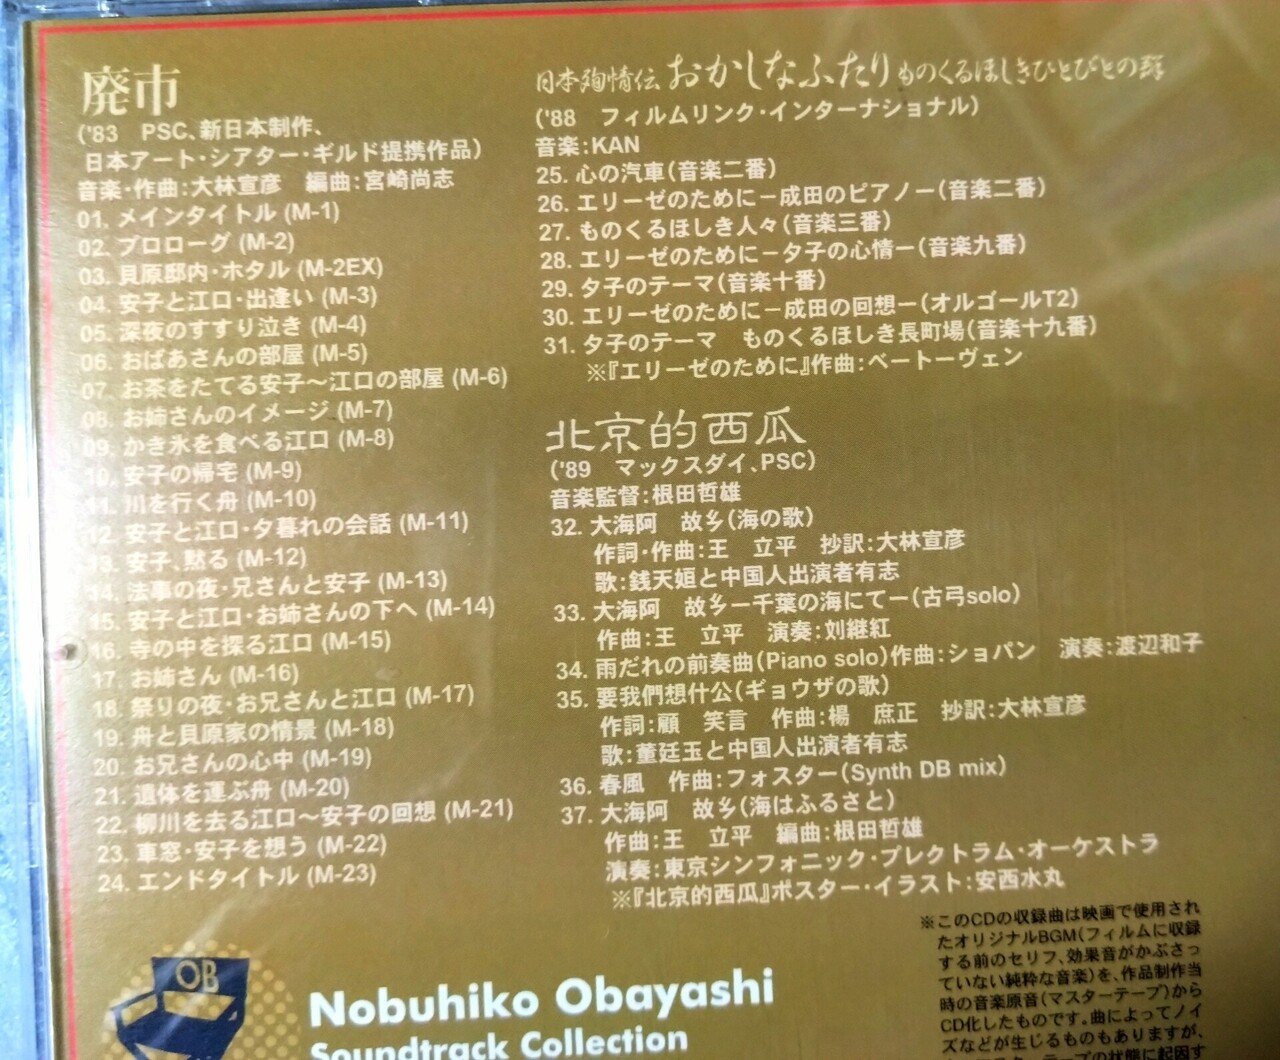 廃市
('83　PSC、新日本制作、
日本アート・シアター・ギルド提携作品)
音楽・作曲:大林宣彦　編曲:宮崎尚志
01. メインタイトル (M-1)
02. プロローグ (M-2)
03. 貝原邸内・ホタル (M-2EX)
04. 安子と江口・出逢い (M-3)
05. 深夜のすすり泣き (M-4)
06. おばあさんの部屋 (M-5)
07. お茶をたてる安子〜江口の部屋 (M-6)
08. お姉さんのイメージ (M-7)
09. かき氷を食べる江口 (M-8)
10. 安子の帰宅 (M-9)
11. 川を行く舟 (M-10)
12. 安子と江口・夕暮れの会話 (M-11)
13. 安子、黙る (M-12)
14. 法事の夜・兄さんと安子 (M-13)
15. 安子と江口・お姉さんの下へ (M-14)
16. 寺の中を探る江口 (M-15)
17. お姉さん (M-16)
18. 祭りの夜・お兄さんと江口 (M-17)
19. 舟と貝原家の情景 (M-18)
20. お兄さんの心中 (M-19)
21. 遺体を運ぶ舟 (M-20)
22. 柳川を去る江口〜安子の回想 (M-21)
23. 車窓・安子を想う (M-22)
24. エンドタイトル (M-23)
日本殉情伝 おかしなふたり ものくるほしきひとびとの群
('88　フィルムリンク・インターナショナル)
音楽:KAN
25. 心の汽車(音楽二番)
26. エリーゼのために－成田のピアノ－(音楽二番)
27. ものくるほしき人々(音楽三番)
28. エリーゼのために－夕子の心情－(音楽九番)
29. 夕子のテーマ(音楽十番)
30. エリーゼのために－成田の回想－(オルゴールT2)
31. 夕子のテーマ　ものくるほしき長町場(音楽十九番)
※『エリーゼのために』作曲:ベートーヴェン
北京的西瓜
('89　マックスダイ、PSC)
音楽監督:根田哲雄
32. 大海阿　故乡(海の歌)
作詞・作曲:王　立平　抄訳:大林宣彦
歌:銭天姮と中国人出演者有志
33. 大海阿　故乡－千葉の海にて－(古弓solo)
作曲:王　立平　演奏:刘継紅
34. 雨だれの前奏曲(Piano solo)作曲:ショパン　演奏:渡辺和子
35. 要我們想什公(ギョウザの歌)
作詞:顧　笑言　作曲:楊　庶正　抄訳:大林宣彦
歌:董廷玉と中国人出演者有志
36. 春風　作曲:フォスター(Synth DB mix)
37. 大海阿　故乡(海はふるさと)
作曲:王　立平　編曲:根田哲雄
演奏:東京シンフォニック・プレクトラム・オーケストラ
※『北京的西瓜』ポスター・イラスト:安西水丸
※このCDの収録曲は映画で使用され
たオリジナルBGM(フィルムに収録
する前のセリフ、効果音がかぶさっ
ていない純粋な音楽)を、作品制作当
時の音楽原音(マスターテープ)から
CD化したものです。曲によってノイ
ズなどが生じるものもありますが、
OB
Nobuhiko Obayashi
Soundtrack Collection